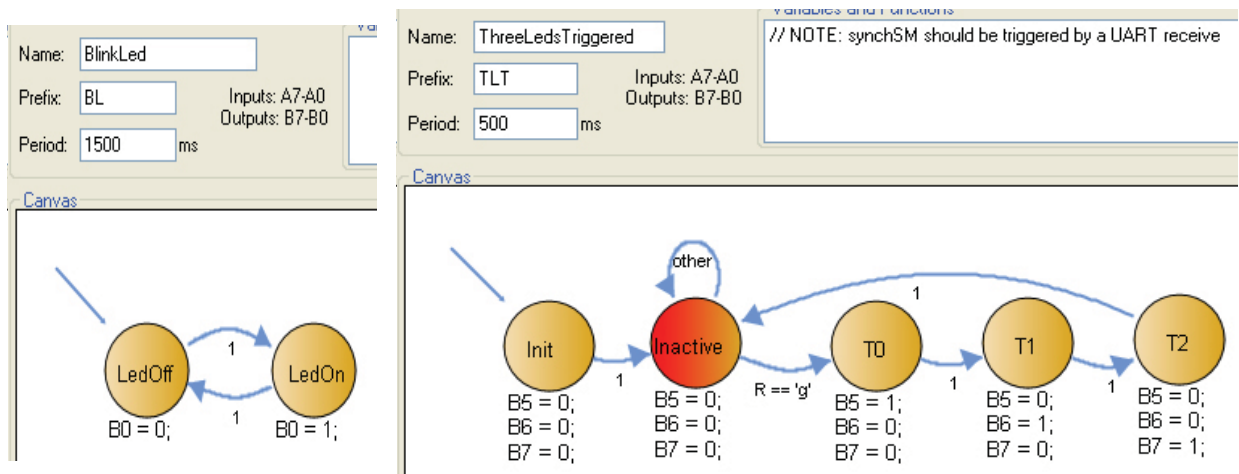 Name: BlinkLed
Prefix: BL
Inputs: A7-A0
Outputs: B7-B0
Period: 1500 ms
Canvas
1
LedOff
LedOn
1
B0 = 0;
B0 = 1;
Variables and Functions
Name: ThreeLedsTriggered
// NOTE: synchSM should be triggered by a UART receive
Prefix: TLT
Inputs: A7-A0
Outputs: B7-B0
Period: 500 ms
Canvas
other
1
Init
Inactive
T0
T1
T2
1
R == 'g'
1
1
B5 = 0; B5 = 0; B5 = 1; B5 = 0; B5 = 0;
B6 = 0; B6 = 0; B6 = 0; B6 = 1; B6 = 0;
B7 = 0; B7 = 0; B7 = 0; B7 = 0; B7 = 1;